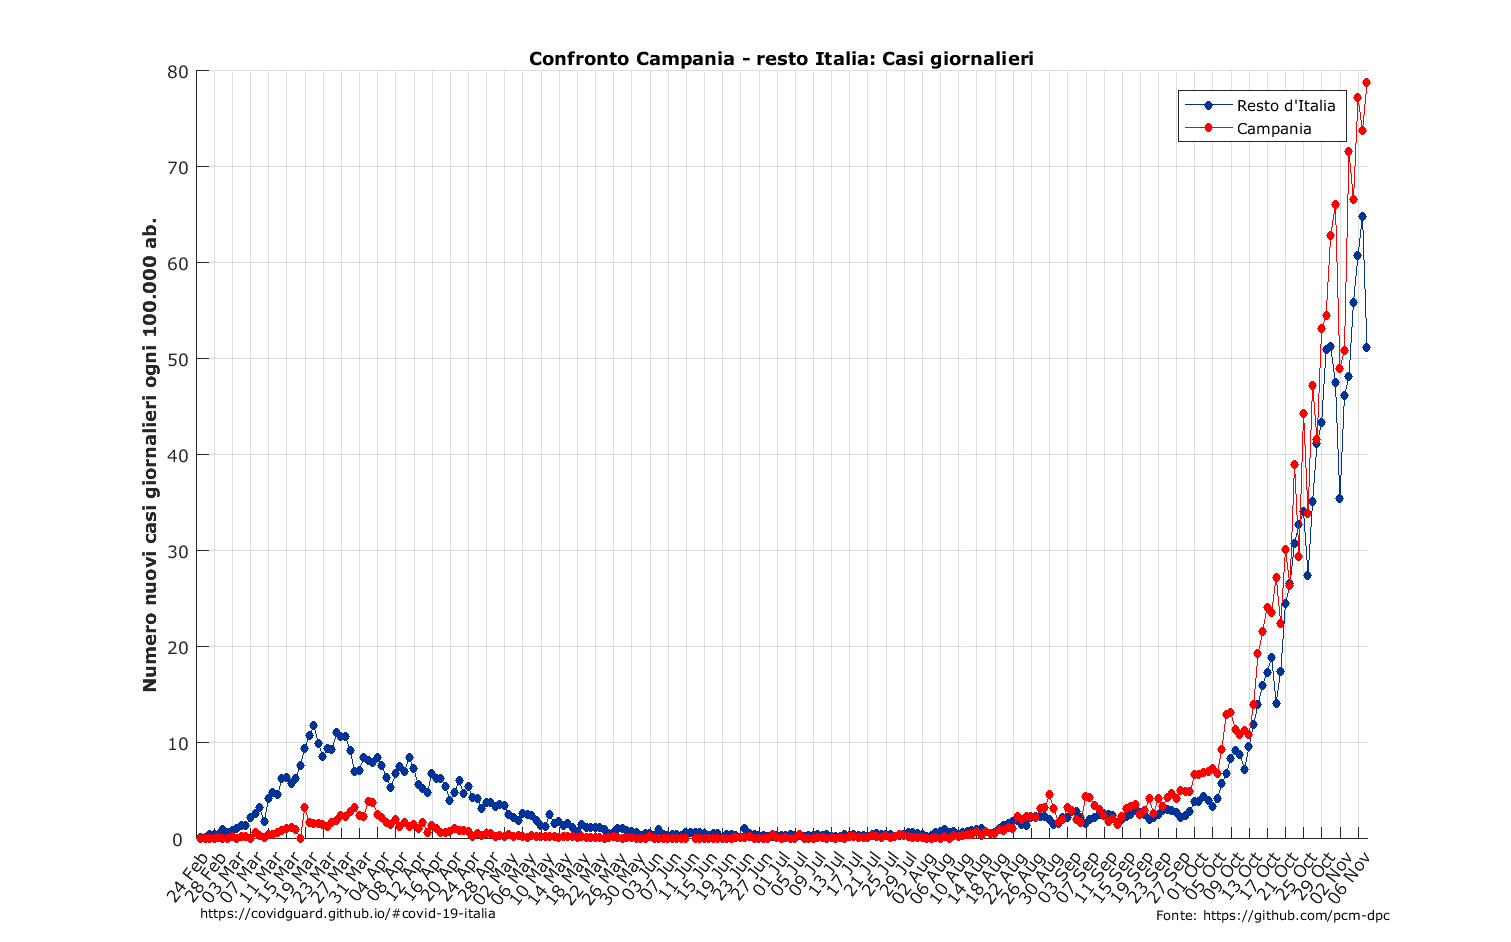 Confronto Campania - resto Italia: Casi giornalieri
Numero nuovi casi giornalieri ogni 100.000 ab.
80
70
60
50
40
30
20
10
0
Resto d'Italia
Campania
24 Feb
28 Feb
03 Mar
07 Mar
11 Mar
15 Mar
19 Mar
23 Mar
27 Mar
31 Mar
04 Apr
08 Apr
12 Apr
16 Apr
20 Apr
24 Apr
28 Apr
02 May
06 May
10 May
14 May
18 May
22 May
26 May
30 May
03 Jun
07 Jun
11 Jun
15 Jun
19 Jun
23 Jun
27 Jun
01 Jul
05 Jul
09 Jul
13 Jul
17 Jul
21 Jul
25 Jul
29 Jul
02 Aug
06 Aug
10 Aug
14 Aug
18 Aug
22 Aug
26 Aug
30 Aug
03 Sep
07 Sep
11 Sep
15 Sep
19 Sep
23 Sep
27 Sep
01 Oct
05 Oct
09 Oct
13 Oct
17 Oct
21 Oct
25 Oct
29 Oct
02 Nov
06 Nov
https://covidguard.github.io/#covid-19-italia
Fonte: https://github.com/pcm-dpc